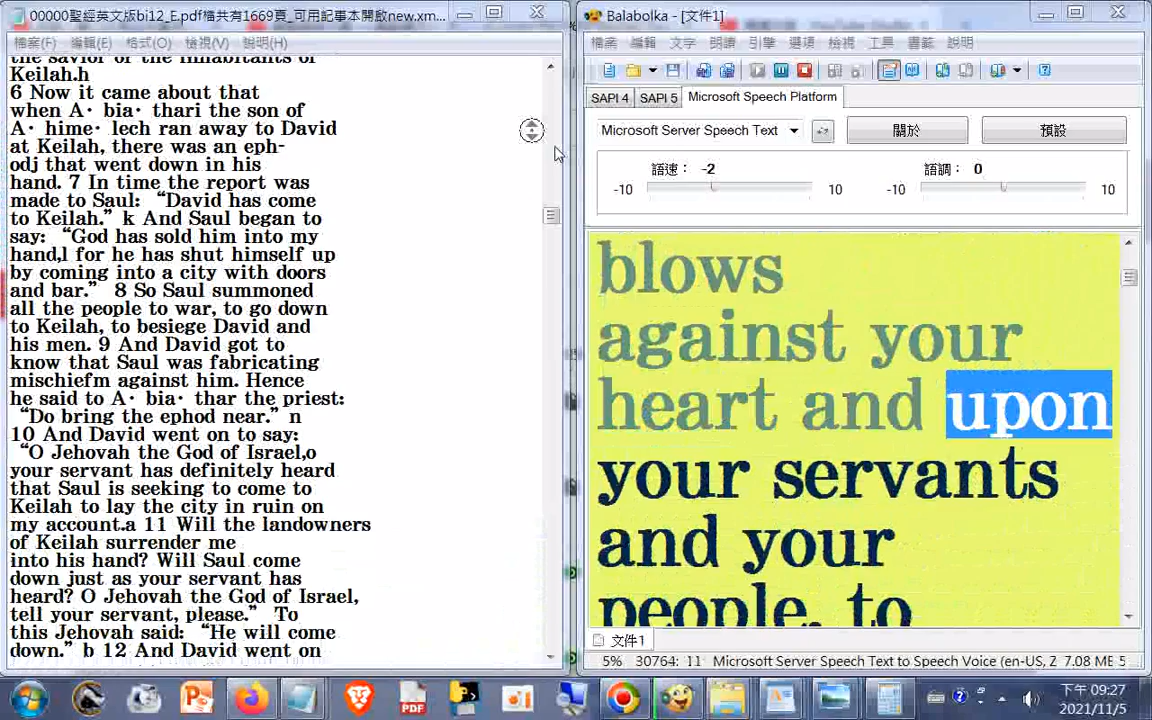 00000聖經英文版bi12_E.pdf檔共有1669頁_可用記事本開啟new.xm...
檔案(F) 編輯(E) 格式(O) 檢視(V) 說明(H)
the savior of the inhabitants of
Keilah.h
6 Now it came about that
when A· bia· thari the son of
A· hime· lech ran away to David
at Keilah, there was an eph-
odj that went down in his
hand. 7 In time the report was
made to Saul: “David has come
to Keilah.” k And Saul began to
say: “God has sold him into my
hand,l for he has shut himself up
by coming into a city with doors
and bar.” 8 So Saul summoned
all the people to war, to go down
to Keilah, to besiege David and
his men. 9 And David got to
know that Saul was fabricating
mischiefm against him. Hence
he said to A· bia· thar the priest:
“Do bring the ephod near.” n
10 And David went on to say:
“O Jehovah the God of Israel,o
your servant has definitely heard
that Saul is seeking to come to
Keilah to lay the city in ruin on
my account.a 11 Will the landowners
of Keilah surrender me
into his hand? Will Saul come
down just as your servant has
heard? O Jehovah the God of Israel,
tell your servant, please.” To
this Jehovah said: “He will come
down.” b 12 And David went on
Balabolka - [文件1]
檔案 編輯 文字 朗讀 引擎 選項 檢視 工具 書籤 說明
SAPI 4 SAPI 5 Microsoft Speech Platform
Microsoft Server Speech Text 關於 預設
語速： -2 語調： 0
-10 10 -10 10
blows
against your
heart and upon
your servants
and your
people, to
文件1
5% 30764: 11 Microsoft Server Speech Text to Speech Voice (en-US, Z 7.08 MB 5
下午 09:27
2021/11/5